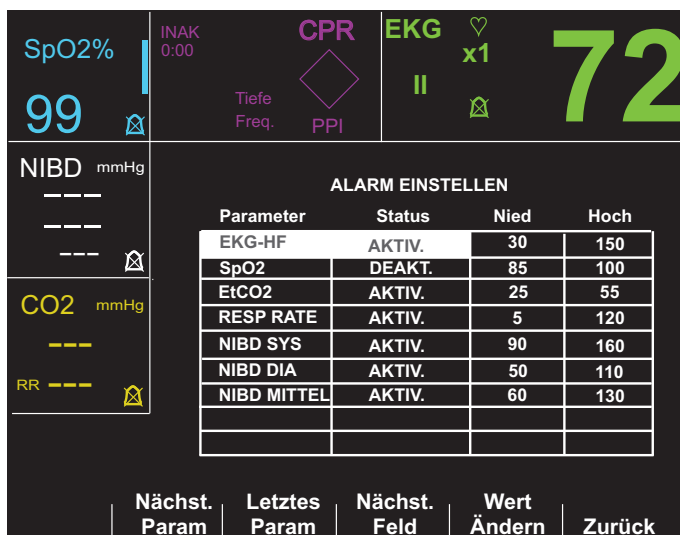 SpO2%
99
INAK
0:00
CPR
Tiefe
Freq. PPI
EKG
x1
II
72
NIBD mmHg
---
---
---
CO2 mmHg
---
RR ---
ALARM EINSTELLEN
Parameter Status Nied Hoch
EKG-HF AKTIV. 30 150
SpO2 DEAKT. 85 100
EtCO2 AKTIV. 25 55
RESP RATE AKTIV. 5 120
NIBD SYS AKTIV. 90 160
NIBD DIA AKTIV. 50 110
NIBD MITTEL AKTIV. 60 130
Nächst. Param
Letztes Param
Nächst. Feld
Wert Ändern
Zurück